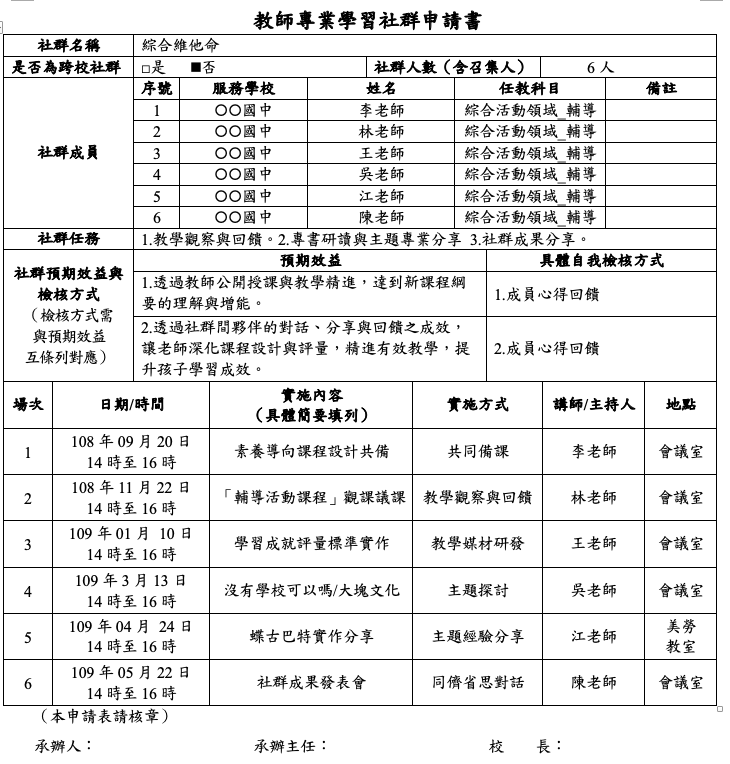 教師專業學習社群申請書
社群名稱 綜合維他命
是否為跨校社群 □是 ■否 社群人數（含召集人） 6 人
社群成員
序號 服務學校 姓名 任教科目 備註
1 〇〇國中 李老師 綜合活動領域_輔導
2 〇〇國中 林老師 綜合活動領域_輔導
3 〇〇國中 王老師 綜合活動領域_輔導
4 〇〇國中 吳老師 綜合活動領域_輔導
5 〇〇國中 江老師 綜合活動領域_輔導
6 〇〇國中 陳老師 綜合活動領域_輔導
社群任務 1.教學觀察與回饋。2.專書研讀與主題專業分享 3.社群成果分享。
社群預期效益與
檢核方式
（檢核方式需
與預期效益
互條列對應）
預期效益 具體自我檢核方式
1.透過教師公開授課與教學精進，達到新課程綱
要的理解與增能。
1.成員心得回饋
2.透過社群間夥伴的對話、分享與回饋之成效，
讓老師深化課程設計與評量，精進有效教學，提
升孩子學習成效。
2.成員心得回饋
場次 日期/時間 實施內容
（具體簡要填列） 實施方式 講師/主持人 地點
1 108 年 09 月 20 日
14 時至 16 時 素養導向課程設計共備 共同備課 李老師 會議室
2 108 年 11 月 22 日
14 時至 16 時 「輔導活動課程」觀課議課 教學觀察與回饋 林老師 會議室
3 109 年 01 月 10 日
14 時至 16 時 學習成就評量標準實作 教學媒材研發 王老師 會議室
4 109 年 3 月 13 日
14 時至 16 時 沒有學校可以嗎/大塊文化 主題探討 吳老師 會議室
5 109 年 04 月 24 日
14 時至 16 時 蝶古巴特實作分享 主題經驗分享 江老師 美勞
教室
6 109 年 05 月 22 日
14 時至 16 時 社群成果發表會 同儕省思對話 陳老師 會議室
（本申請表請核章）
承辦人： 承辦主任： 校 長：